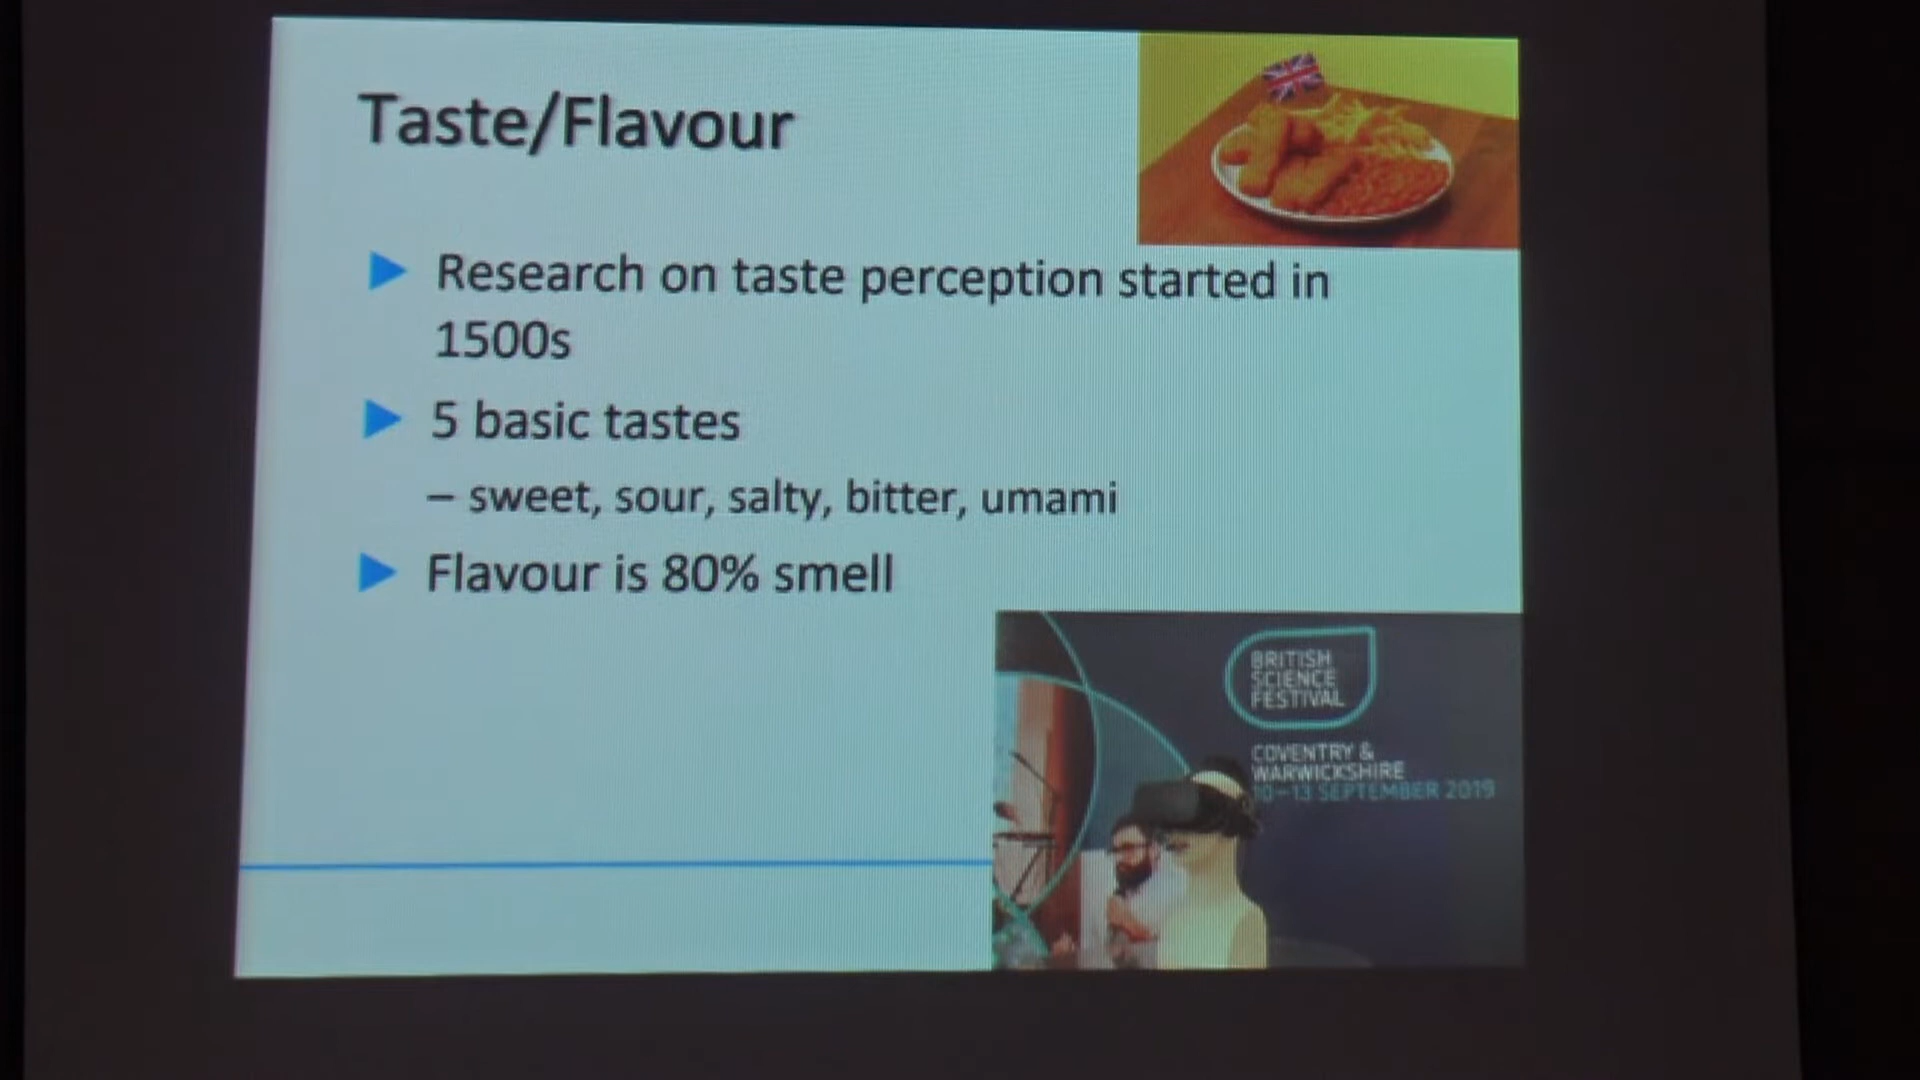 Taste/Flavour
Research on taste perception started in
1500s
5 basic tastes
– sweet, sour, salty, bitter, umami
Flavour is 80% smell
BRITISH
SCIENCE
FESTIVAL
COVENTRY &
WARWICKSHIRE
10–13 SEPTEMBER 2019